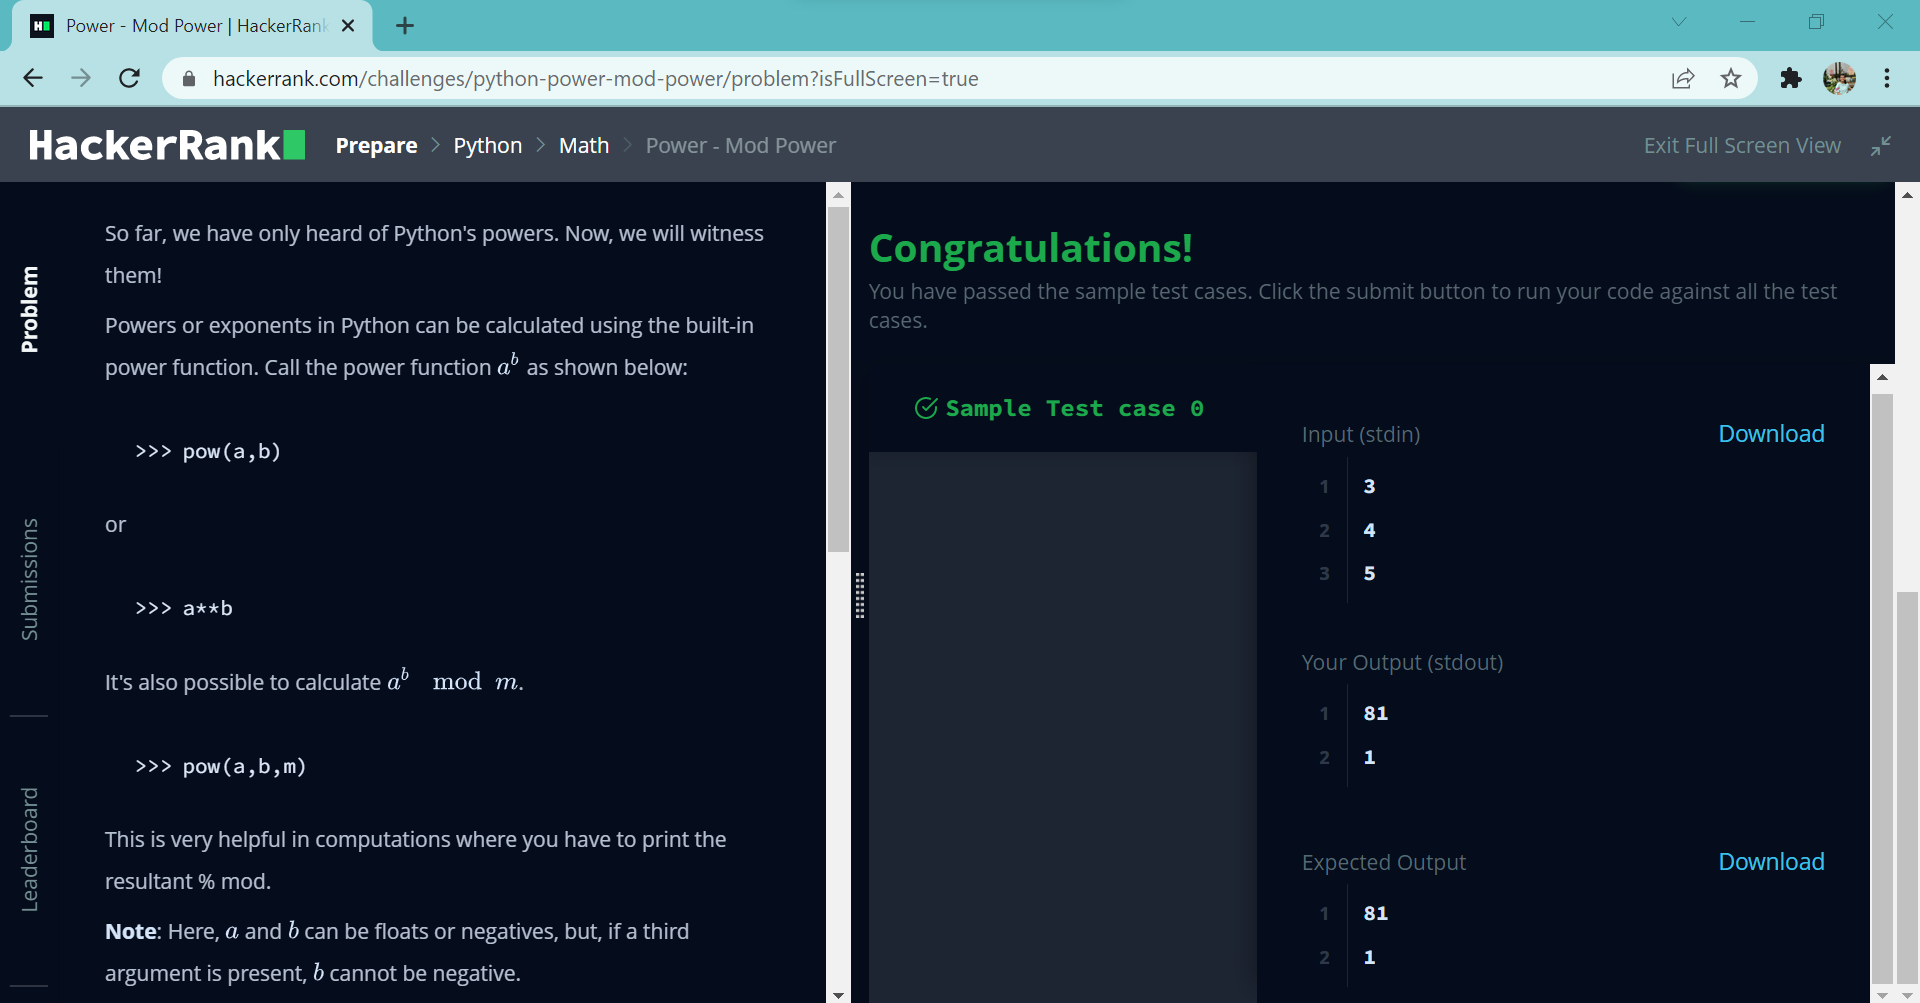 Power - Mod Power | HackerRank
hackerrank.com/challenges/python-power-mod-power/problem?isFullScreen=true
HackerRank
Prepare > Python > Math > Power - Mod Power
Exit Full Screen View
Problem
Submissions
Leaderboard
So far, we have only heard of Python's powers. Now, we will witness
them!
Powers or exponents in Python can be calculated using the built-in
power function. Call the power function a^b as shown below:
>>> pow(a,b)
or
>>> a**b
It's also possible to calculate a^b mod m.
>>> pow(a,b,m)
This is very helpful in computations where you have to print the
resultant % mod.
Note: Here, a and b can be floats or negatives, but, if a third
argument is present, b cannot be negative.
Congratulations!
You have passed the sample test cases. Click the submit button to run your code against all the test
cases.
Sample Test case 0
Input (stdin)
Download
1 3
2 4
3 5
Your Output (stdout)
1 81
2 1
Expected Output
Download
1 81
2 1